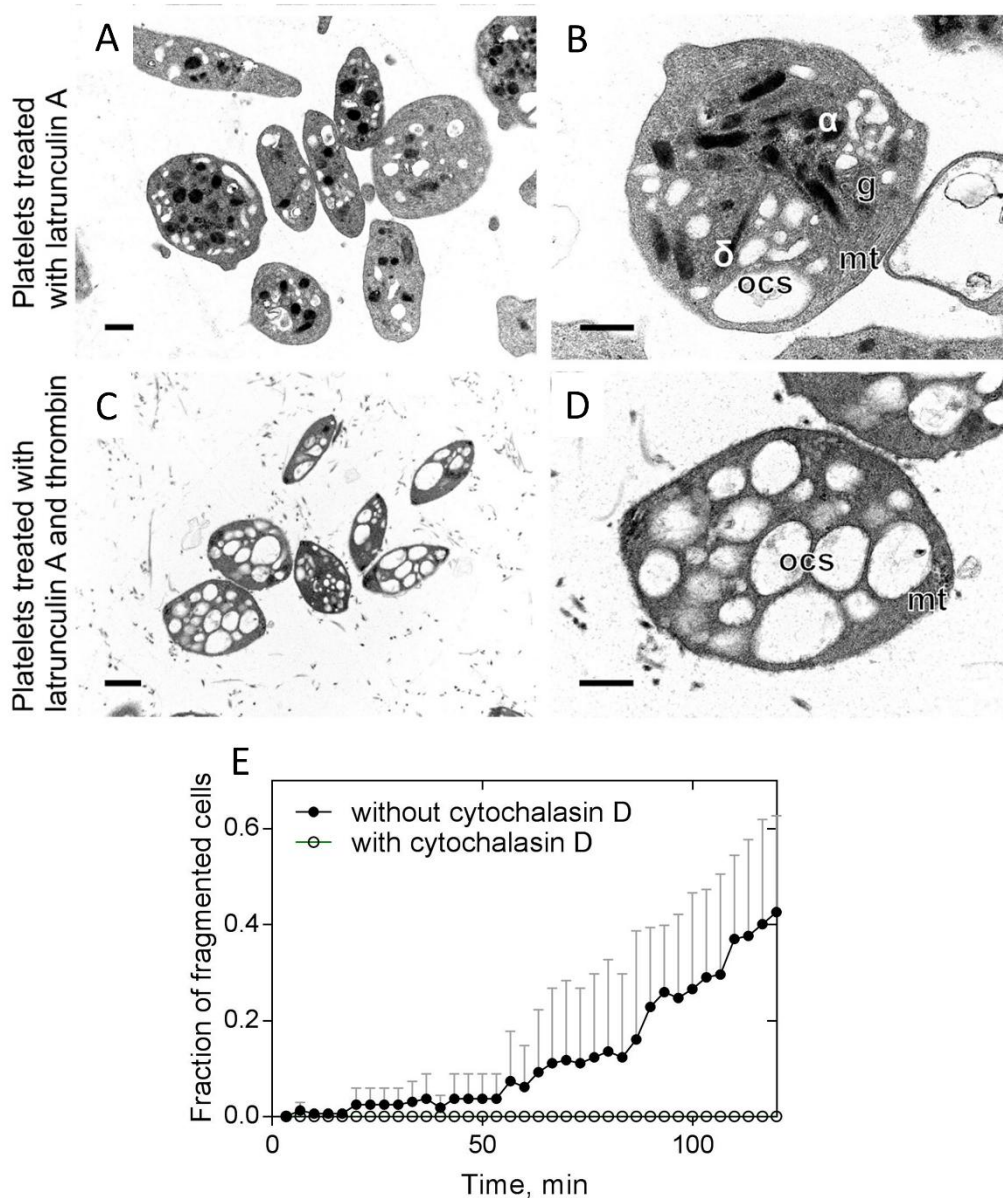 Platelets treated
with latrunculin A
A
B
α
g
δ
mt
ocs
Platelets treated with
latrunculin A and thrombin
C
D
ocs
mt
E
Fraction of fragmented cells
0.6
0.4
0.2
0.0
without cytochalasin D
with cytochalasin D
0
50
100
Time, min